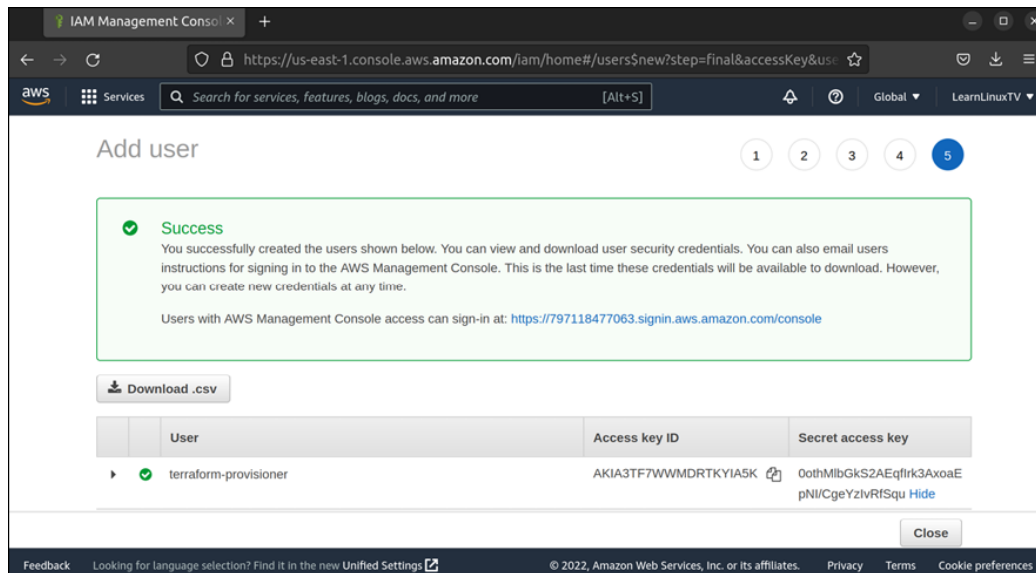 IAM Management Consol
https://us-east-1.console.aws.amazon.com/iam/home#/users$new?step=final&accessKey&use
aws Services Search for services, features, blogs, docs, and more [Alt+S] Global LearnLinuxTV
Add user
1 2 3 4 5
Success
You successfully created the users shown below. You can view and download user security credentials. You can also email users
instructions for signing in to the AWS Management Console. This is the last time these credentials will be available to download. However,
you can create new credentials at any time.
Users with AWS Management Console access can sign-in at: https://797118477063.signin.aws.amazon.com/console
Download .csv
User Access key ID Secret access key
terraform-provisioner AKIA3TF7WWMDRTKYIA5K
Hide
Close
Feedback Looking for language selection? Find it in the new Unified Settings © 2022, Amazon Web Services, Inc. or its affiliates. Privacy Terms Cookie preferences